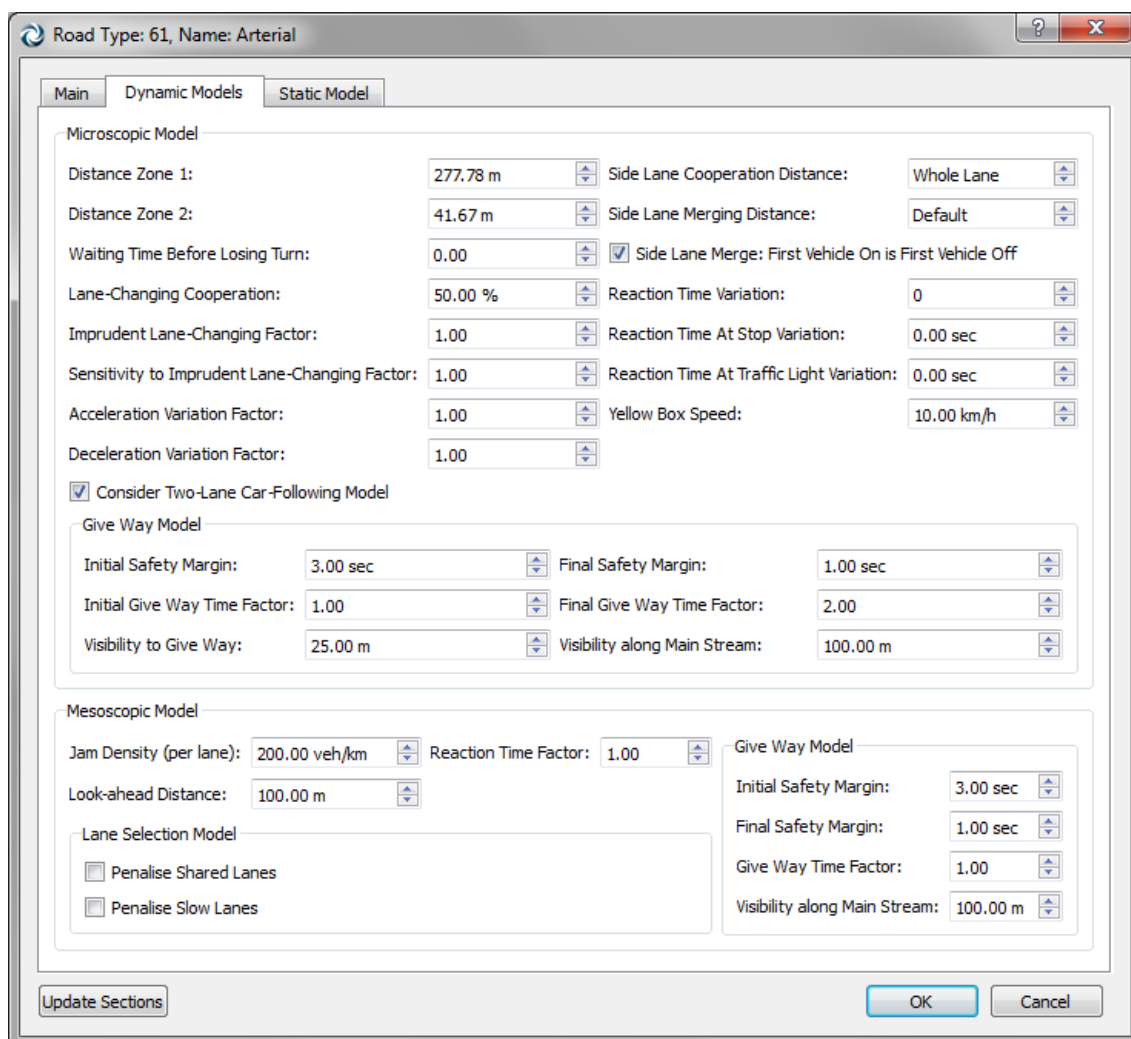 Road Type: 61, Name: Arterial
?
Main Dynamic Models Static Model
Microscopic Model
Distance Zone 1: 277.78 m Side Lane Cooperation Distance: Whole Lane
Distance Zone 2: 41.67 m Side Lane Merging Distance: Default
Waiting Time Before Losing Turn: 0.00 Side Lane Merge: First Vehicle On is First Vehicle Off
Lane-Changing Cooperation: 50.00 % Reaction Time Variation: 0
Imprudent Lane-Changing Factor: 1.00 Reaction Time At Stop Variation: 0.00 sec
Sensitivity to Imprudent Lane-Changing Factor: 1.00 Reaction Time At Traffic Light Variation: 0.00 sec
Acceleration Variation Factor: 1.00 Yellow Box Speed: 10.00 km/h
Deceleration Variation Factor: 1.00
Consider Two-Lane Car-Following Model
Give Way Model
Initial Safety Margin: 3.00 sec Final Safety Margin: 1.00 sec
Initial Give Way Time Factor: 1.00 Final Give Way Time Factor: 2.00
Visibility to Give Way: 25.00 m Visibility along Main Stream: 100.00 m
Mesoscopic Model
Jam Density (per lane): 200.00 veh/km Reaction Time Factor: 1.00
Look-ahead Distance: 100.00 m
Lane Selection Model
Penalise Shared Lanes
Penalise Slow Lanes
Give Way Model
Initial Safety Margin: 3.00 sec
Final Safety Margin: 1.00 sec
Give Way Time Factor: 1.00
Visibility along Main Stream: 100.00 m
Update Sections OK Cancel